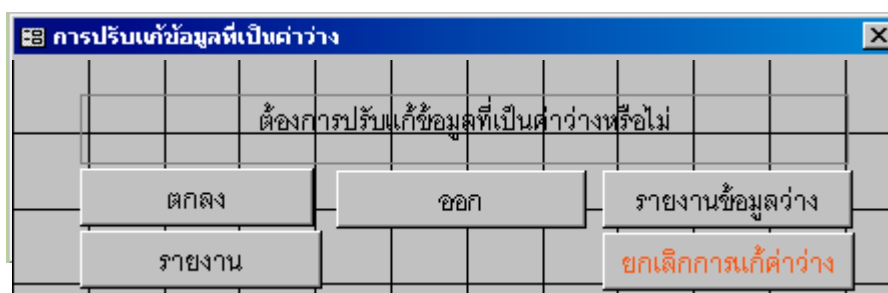 การปรับแก้ข้อมูลที่เป็นค่าว่าง
ต้องการปรับแก้ข้อมูลที่เป็นค่าว่างหรือไม่
ตกลง
ออก
รายงานข้อมูลว่าง
รายงาน
ยกเลิกการแก้ค่าว่าง